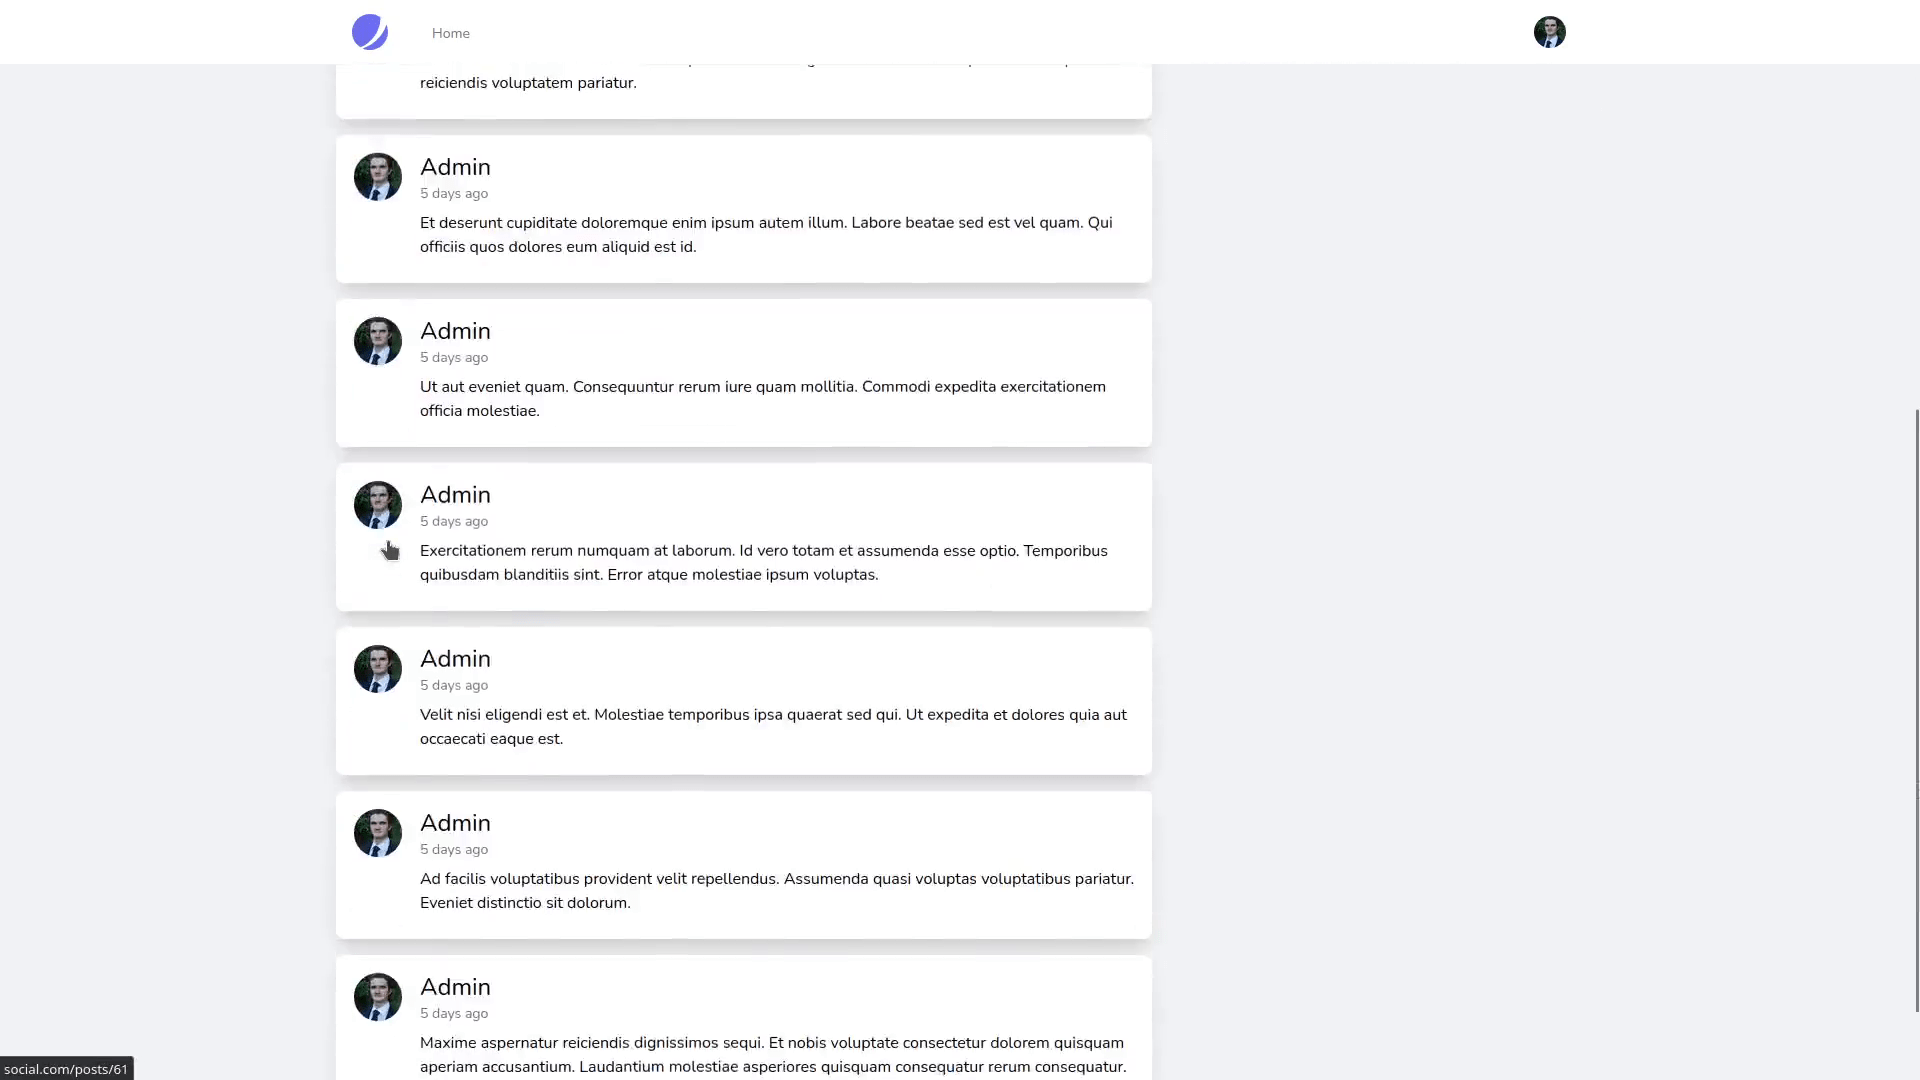 Home
reiciendis voluptatem pariatur.
Admin
5 days ago
Et deserunt cupiditate doloremque enim ipsum autem illum. Labore beatae sed est vel quam. Qui
officiis quos dolores eum aliquid est id.
Admin
5 days ago
Ut aut eveniet quam. Consequuntur rerum iure quam mollitia. Commodi expedita exercitationem
officia molestiae.
Admin
5 days ago
Exercitationem rerum numquam at laborum. Id vero totam et assumenda esse optio. Temporibus
quibusdam blanditiis sint. Error atque molestiae ipsum voluptas.
Admin
5 days ago
Velit nisi eligendi est et. Molestiae temporibus ipsa quaerat sed qui. Ut expedita et dolores quia aut
occaecati eaque est.
Admin
5 days ago
Ad facilis voluptatibus provident velit repellendus. Assumenda quasi voluptas voluptatibus pariatur.
Eveniet distinctio sit dolorum.
Admin
5 days ago
Maxime aspernatur reiciendis dignissimos sequi. Et nobis voluptate consectetur dolorem quisquam
aperiam accusantium. Laudantium molestiae asperiores quisquam consequatur rerum consequatur.
social.com/posts/61